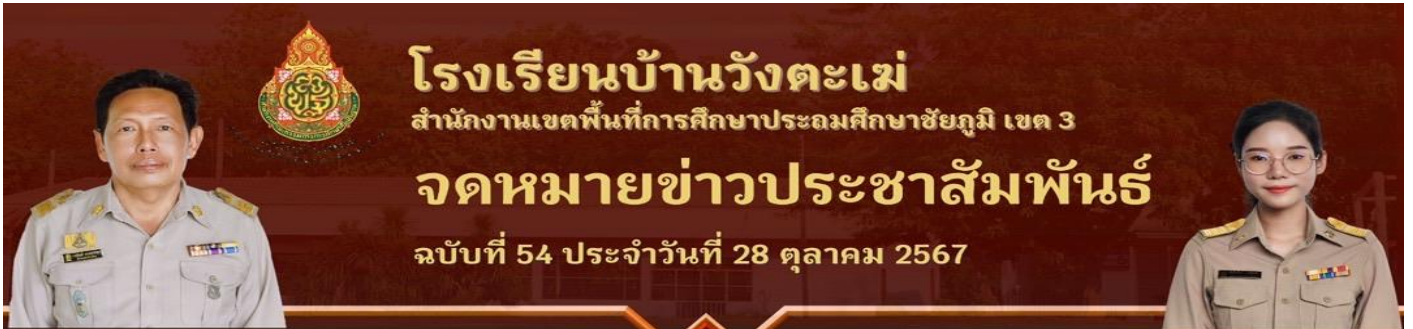 โรงเรียนบ้านวังตะเฆ่
สำนักงานเขตพื้นที่การศึกษาประถมศึกษาชัยภูมิ เขต 3
จดหมายข่าวประชาสัมพันธ์
ฉบับที่ 54 ประจำวันที่ 28 ตุลาคม 2567